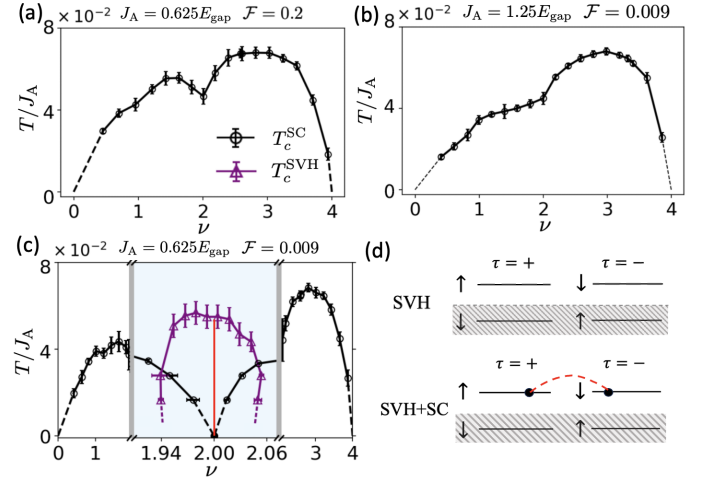 (a) × 10⁻² J_A = 0.625E_gap 𝓕 = 0.2
8
4
0
T/J_A
T_c^SC
T_c^SVH
0 1 2 3 4
ν
(b) × 10⁻² J_A = 1.25E_gap 𝓕 = 0.009
8
4
0
T/J_A
0 1 2 3 4
ν
(c) × 10⁻² J_A = 0.625E_gap 𝓕 = 0.009
8
4
0
T/J_A
0 1 1.94 2.00 2.06 3 4
ν
(d)
τ = + τ = −
↑ ↓
SVH
↓ ↑
τ = + τ = −
↑ ↓
SVH+SC
↓ ↑